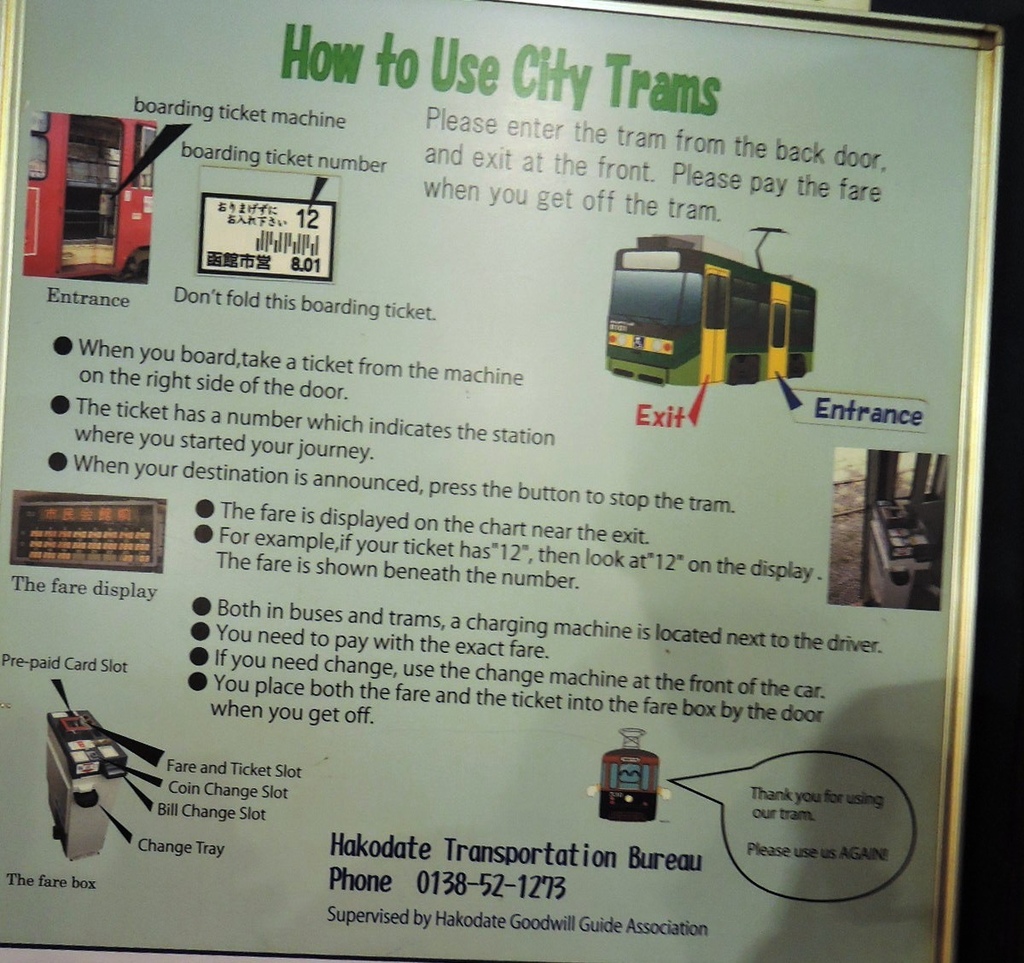 How to Use City Trams
boarding ticket machine
boarding ticket number
Please enter the tram from the back door,
and exit at the front. Please pay the fare
when you get off the tram.
おりまげずに
お入れ下さい
12
函館市営 8.01
Entrance
Don't fold this boarding ticket.
Exit
Entrance
● When you board,take a ticket from the machine
on the right side of the door.
● The ticket has a number which indicates the station
where you started your journey.
● When your destination is announced, press the button to stop the tram.
市民会館前
The fare display
● The fare is displayed on the chart near the exit.
● For example,if your ticket has"12", then look at"12" on the display .
The fare is shown beneath the number.
● Both in buses and trams, a charging machine is located next to the driver.
● You need to pay with the exact fare.
● If you need change, use the change machine at the front of the car.
● You place both the fare and the ticket into the fare box by the door
when you get off.
Pre-paid Card Slot
Fare and Ticket Slot
Coin Change Slot
Bill Change Slot
Change Tray
The fare box
Thank you for using
our tram.
Please use us AGAIN!
Hakodate Transportation Bureau
Phone 0138-52-1273
Supervised by Hakodate Goodwill Guide Association